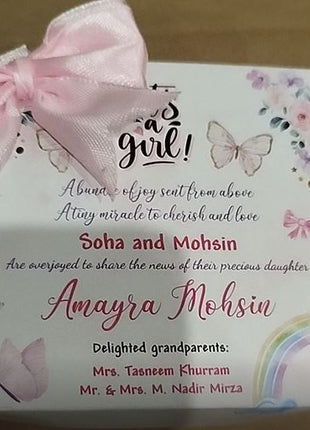 a
girl!
A bundle of joy sent from above
A tiny miracle to cherish and love
Soha and Mohsin
Are overjoyed to share the news of their precious daughter
Amayra Mohsin
Delighted grandparents:
Mrs. Tasneem Khurram
Mr. & Mrs. M. Nadir Mirza